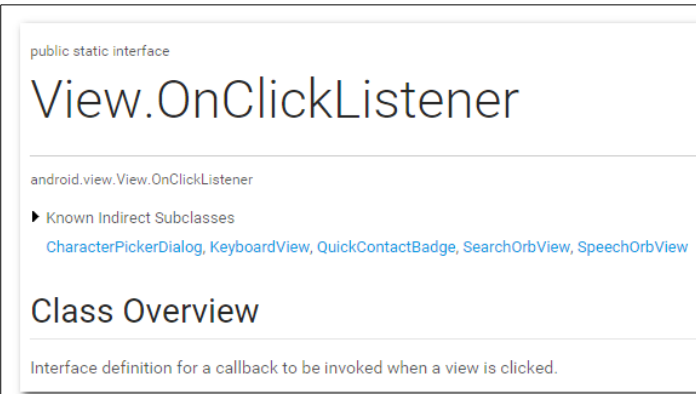 public static interface
View.OnClickListener
android.view.View.OnClickListener
Known Indirect Subclasses
CharacterPickerDialog, KeyboardView, QuickContactBadge, SearchOrbView, SpeechOrbView
Class Overview
Interface definition for a callback to be invoked when a view is clicked.